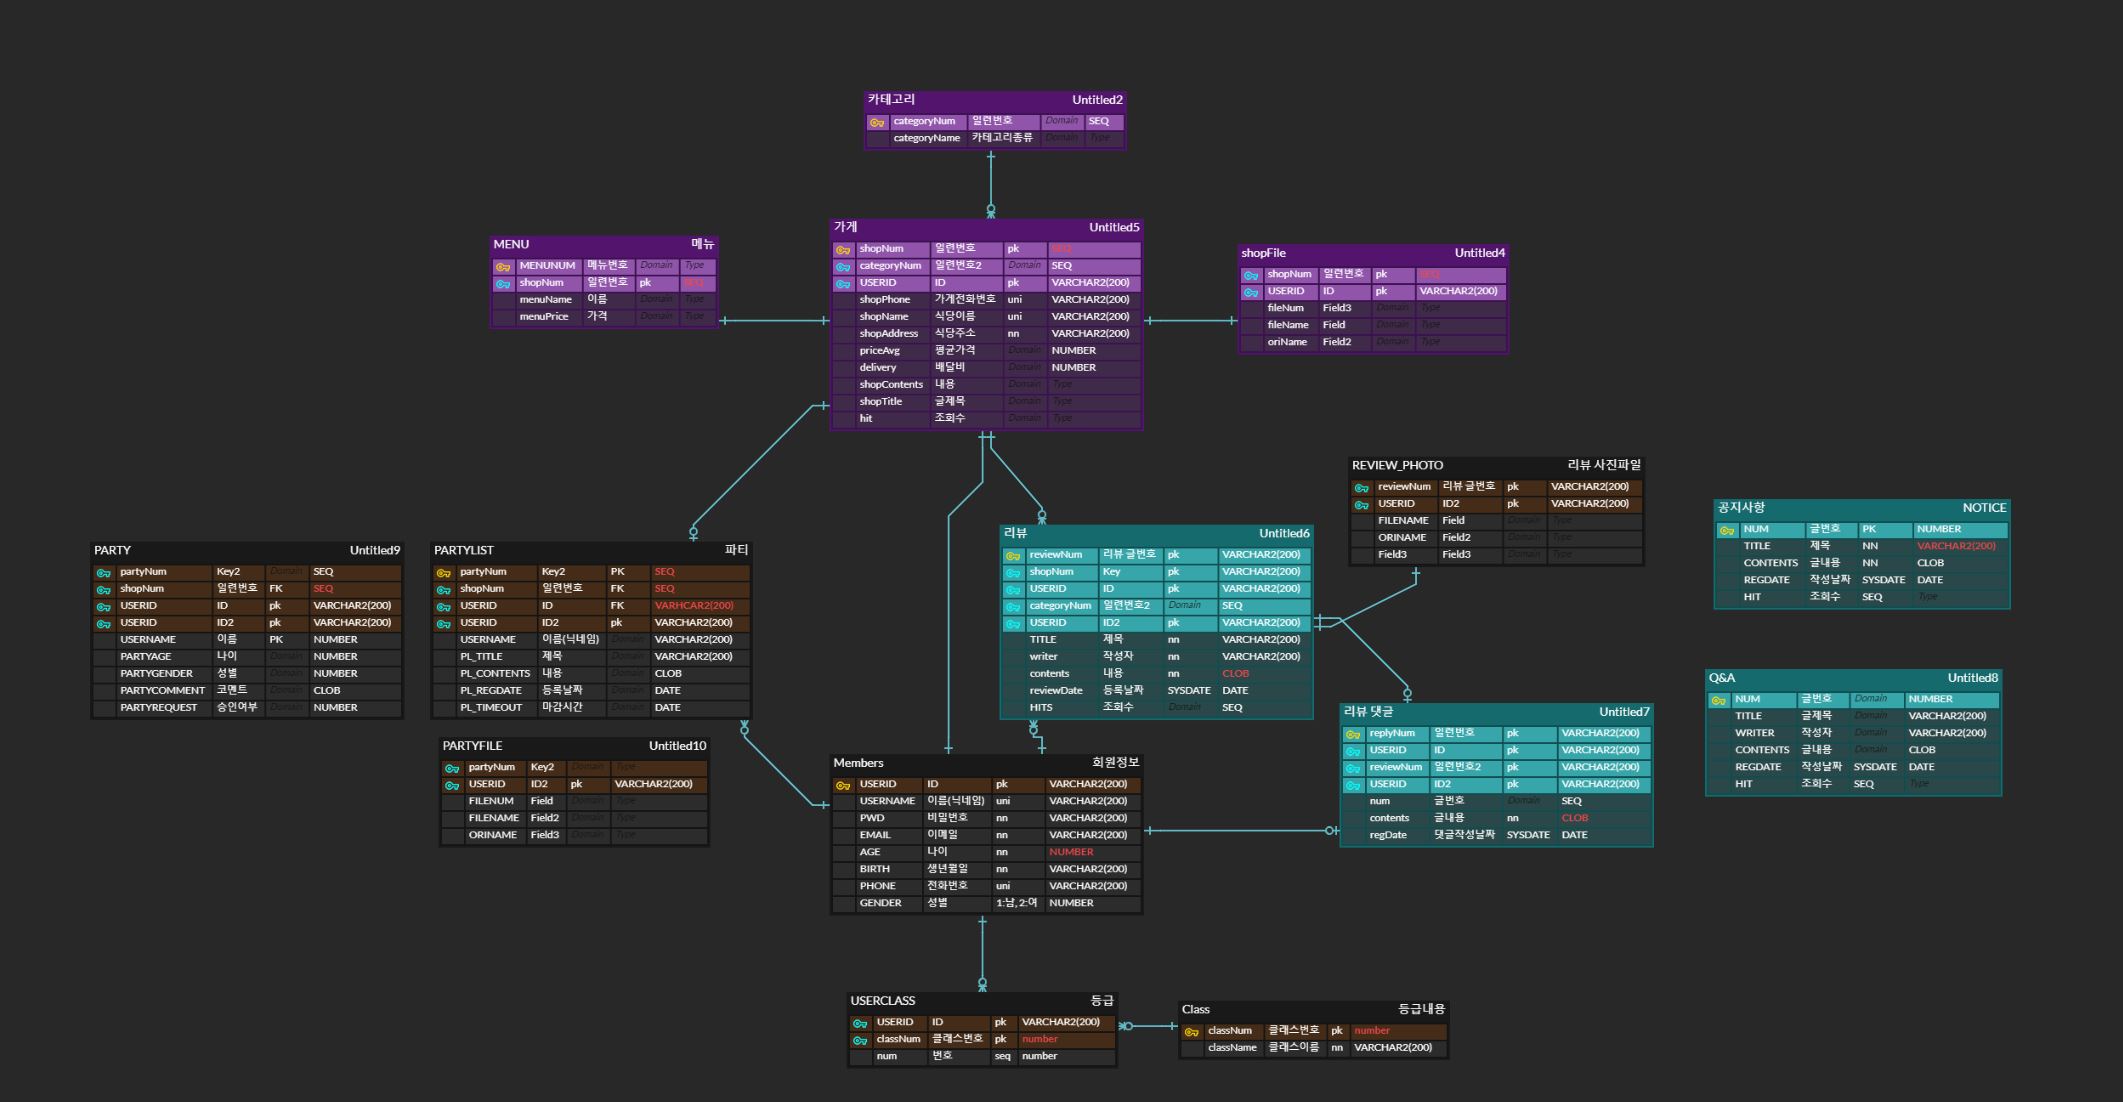 카테고리 Untitled2
categoryNum 일련번호 Domain SEQ
categoryName 카테고리종류 Domain Type
가게 Untitled5
shopNum 일련번호 pk SEQ
categoryNum 일련번호2 Domain SEQ
USERID ID pk VARCHAR2(200)
shopPhone 가게전화번호 uni VARCHAR2(200)
shopName 식당이름 uni VARCHAR2(200)
shopAddress 식당주소 nn VARCHAR2(200)
priceAvg 평균가격 Domain NUMBER
delivery 배달비 Domain NUMBER
shopContents 내용 Domain Type
shopTitle 글제목 Domain Type
hit 조회수 Domain Type
MENU 메뉴
MENUNUM 메뉴번호 Domain Type
shopNum 일련번호 pk SEQ
menuName 이름 Domain Type
menuPrice 가격 Domain Type
shopFile Untitled4
shopNum 일련번호 pk SEQ
USERID ID pk VARCHAR2(200)
fileNum Field3 Domain Type
fileName Field Domain Type
oriName Field2 Domain Type
REVIEW_PHOTO 리뷰 사진파일
reviewNum 리뷰 글번호 pk VARCHAR2(200)
USERID ID2 pk VARCHAR2(200)
FILENAME Field Domain Type
ORINAME Field2 Domain Type
Field3 Field3 Domain Type
공지사항 NOTICE
NUM 글번호 PK NUMBER
TITLE 제목 NN VARCHAR2(200)
CONTENTS 글내용 NN CLOB
REGDATE 작성날짜 SYSDATE DATE
HIT 조회수 SEQ Type
PARTY Untitled9
partyNum Key2 Domain SEQ
shopNum 일련번호 FK SEQ
USERID ID pk VARCHAR2(200)
USERID ID2 pk VARCHAR2(200)
USERNAME 이름 PK NUMBER
PARTYAGE 나이 Domain NUMBER
PARTYGENDER 성별 Domain NUMBER
PARTYCOMMENT 코멘트 Domain CLOB
PARTYREQUEST 승인여부 Domain NUMBER
PARTYLIST 파티
partyNum Key2 PK SEQ
shopNum 일련번호 FK SEQ
USERID ID FK VARHCAR2(200)
USERID ID2 pk VARCHAR2(200)
USERNAME 이름(닉네임) Domain VARCHAR2(200)
PL_TITLE 제목 Domain VARCHAR2(200)
PL_CONTENTS 내용 Domain CLOB
PL_REGDATE 등록날짜 Domain DATE
PL_TIMEOUT 마감시간 Domain DATE
리뷰 Untitled6
reviewNum 리뷰 글번호 pk VARCHAR2(200)
shopNum Key pk VARCHAR2(200)
USERID ID pk VARCHAR2(200)
categoryNum 일련번호2 Domain SEQ
USERID ID2 pk VARCHAR2(200)
TITLE 제목 nn VARCHAR2(200)
writer 작성자 nn VARCHAR2(200)
contents 내용 nn CLOB
reviewDate 등록날짜 SYSDATE DATE
HITS 조회수 Domain SEQ
Q&A Untitled8
NUM 글번호 Domain NUMBER
TITLE 글제목 Domain VARCHAR2(200)
WRITER 작성자 Domain VARCHAR2(200)
CONTENTS 글내용 Domain CLOB
REGDATE 작성날짜 SYSDATE DATE
HIT 조회수 SEQ Type
리뷰 댓글 Untitled7
replyNum 일련번호 pk VARCHAR2(200)
USERID ID pk VARCHAR2(200)
reviewNum 일련번호2 pk VARCHAR2(200)
USERID ID2 pk VARCHAR2(200)
num 글번호 Domain SEQ
contents 글내용 nn CLOB
regDate 댓글작성날짜 SYSDATE DATE
PARTYFILE Untitled10
partyNum Key2 Domain Type
USERID ID2 pk VARCHAR2(200)
FILENUM Field Domain Type
FILENAME Field2 Domain Type
ORINAME Field3 Domain Type
Members 회원정보
USERID ID pk VARCHAR2(200)
USERNAME 이름(닉네임) uni VARCHAR2(200)
PWD 비밀번호 nn VARCHAR2(200)
EMAIL 이메일 nn VARCHAR2(200)
AGE 나이 nn NUMBER
BIRTH 생년월일 nn VARCHAR2(200)
PHONE 전화번호 uni VARCHAR2(200)
GENDER 성별 1:남, 2:여 NUMBER
USERCLASS 등급
USERID ID pk VARCHAR2(200)
classNum 클래스번호 pk number
num 번호 seq number
Class 등급내용
classNum 클래스번호 pk number
className 클래스이름 nn VARCHAR2(200)